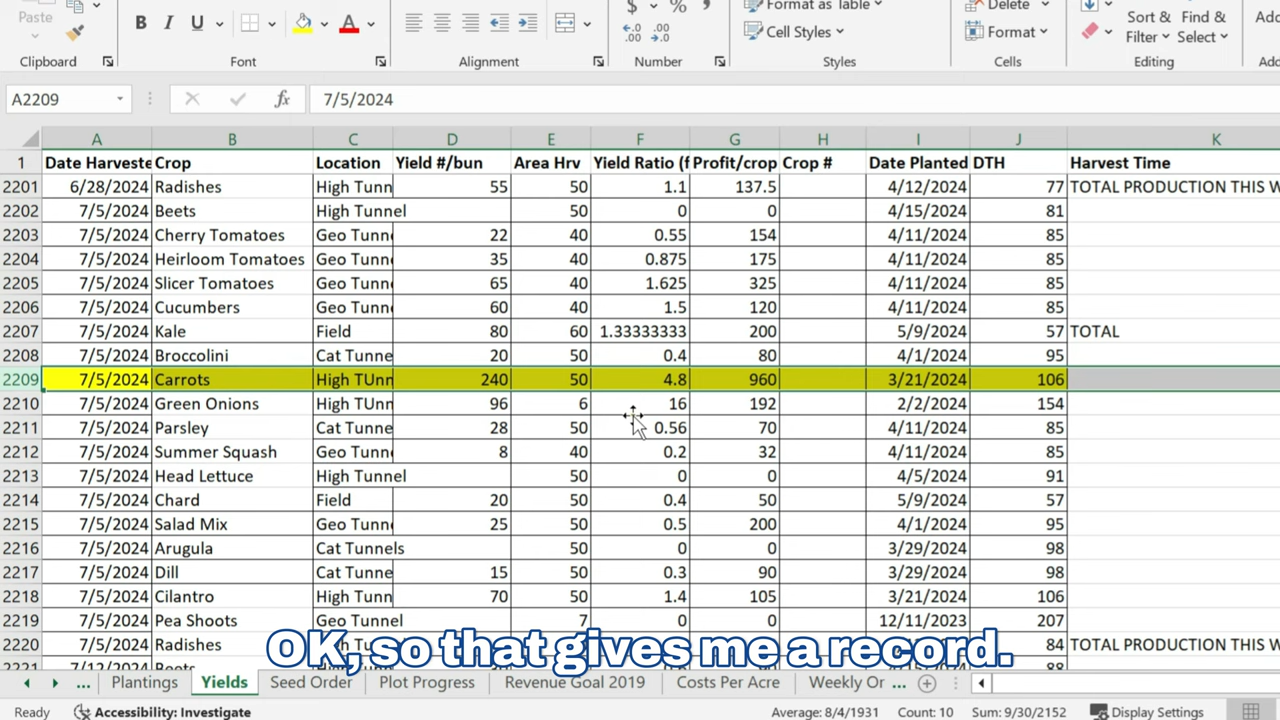 Paste B I U A $ % , Format as Table Delete
Cell Styles Format Sort & Filter Find & Select
Clipboard Font Alignment Number Styles Cells Editing
A2209 fx 7/5/2024
A B C D E F G H I J K
1 Date Harveste Crop Location Yield #/bun Area Hrv Yield Ratio (f Profit/crop Crop # Date Planted DTH Harvest Time
2201 6/28/2024 Radishes High Tunn 55 50 1.1 137.5 4/12/2024 77 TOTAL PRODUCTION THIS W
2202 7/5/2024 Beets High Tunnel 50 0 0 4/15/2024 81
2203 7/5/2024 Cherry Tomatoes Geo Tunne 22 40 0.55 154 4/11/2024 85
2204 7/5/2024 Heirloom Tomatoes Geo Tunne 35 40 0.875 175 4/11/2024 85
2205 7/5/2024 Slicer Tomatoes Geo Tunne 65 40 1.625 325 4/11/2024 85
2206 7/5/2024 Cucumbers Geo Tunne 60 40 1.5 120 4/11/2024 85
2207 7/5/2024 Kale Field 80 60 1.33333333 200 5/9/2024 57 TOTAL
2208 7/5/2024 Broccolini Cat Tunne 20 50 0.4 80 4/1/2024 95
2209 7/5/2024 Carrots High TUnn 240 50 4.8 960 3/21/2024 106
2210 7/5/2024 Green Onions High TUnn 96 6 16 192 2/2/2024 154
2211 7/5/2024 Parsley Cat Tunne 28 50 0.56 70 4/11/2024 85
2212 7/5/2024 Summer Squash Geo Tunne 8 40 0.2 32 4/11/2024 85
2213 7/5/2024 Head Lettuce High Tunnel 50 0 0 4/5/2024 91
2214 7/5/2024 Chard Field 20 50 0.4 50 5/9/2024 57
2215 7/5/2024 Salad Mix Geo Tunne 25 50 0.5 200 4/1/2024 95
2216 7/5/2024 Arugula Cat Tunnels 50 0 0 3/29/2024 98
2217 7/5/2024 Dill Cat Tunne 15 50 0.3 90 3/29/2024 98
2218 7/5/2024 Cilantro High Tunn 70 50 1.4 105 3/21/2024 106
2219 7/5/2024 Pea Shoots Geo Tunnel 7 0 0 12/11/2023 207
2220 7/5/2024 Radishes 84 TOTAL PRODUCTION THIS W
OK, so that gives me a record.
... Plantings Yields Seed Order Plot Progress Revenue Goal 2019 Costs Per Acre Weekly Or ...
Ready Accessibility: Investigate Average: 8/4/1931 Count: 10 Sum: 9/30/2152 Display Settings